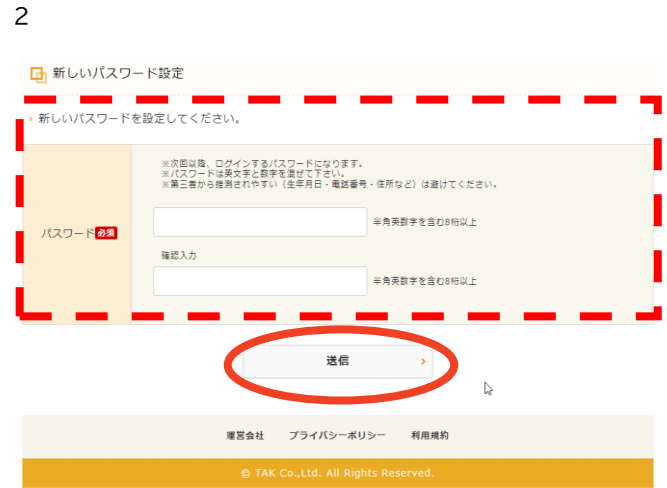 2
新しいパスワード設定
新しいパスワードを設定してください。
※次回以降、ログインするパスワードになります。
※パスワードは英文字と数字を混ぜて下さい。
※第三者から推測されやすい（生年月日・電話番号・住所など）は避けてください。
パスワード必須
半角英数字を含む8桁以上
確認入力
半角英数字を含む8桁以上
送信
運営会社 プライバシーポリシー 利用規約
© TAK Co.,Ltd. All Rights Reserved.